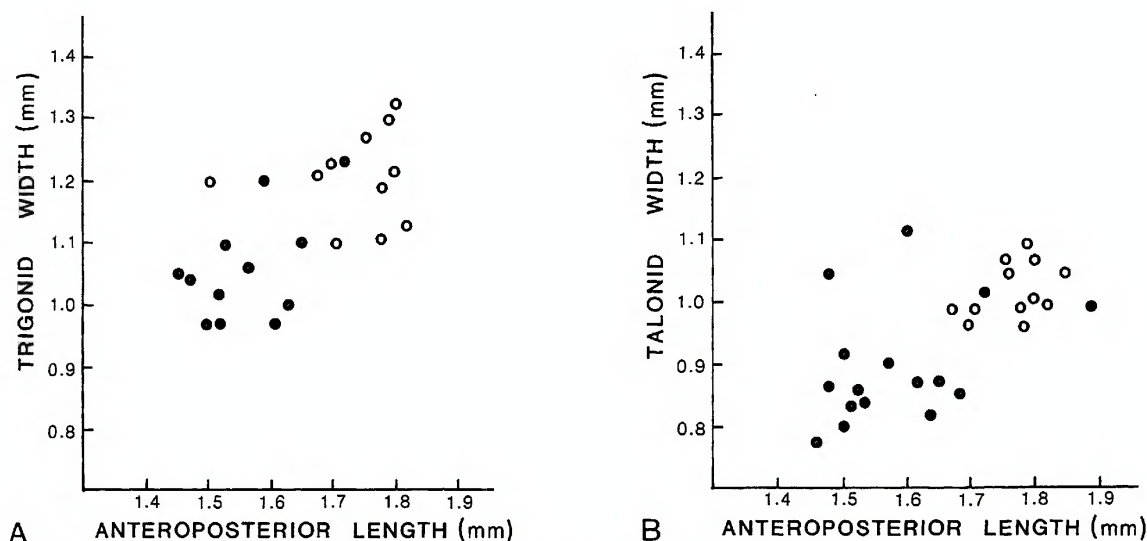 TRIGONID WIDTH (mm)
1.4
1.3
1.2
1.1
1.0
0.9
0.8
1.4 1.5 1.6 1.7 1.8 1.9
A ANTEROPOSTERIOR LENGTH (mm)
TALONID WIDTH (mm)
1.4
1.3
1.2
1.1
1.0
0.9
0.8
1.4 1.5 1.6 1.7 1.8 1.9
B ANTEROPOSTERIOR LENGTH (mm)